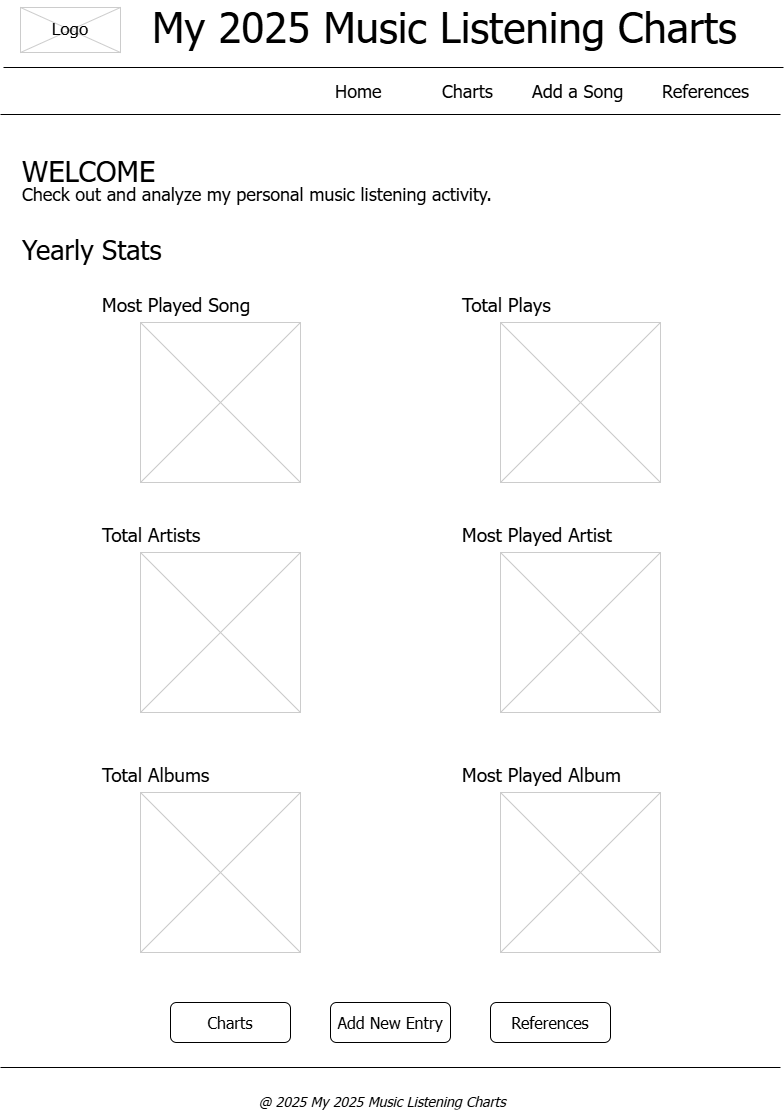 Logo
My 2025 Music Listening Charts
Home Charts Add a Song References
WELCOME
Check out and analyze my personal music listening activity.
Yearly Stats
Most Played Song Total Plays
Total Artists Most Played Artist
Total Albums Most Played Album
Charts Add New Entry References
@ 2025 My 2025 Music Listening Charts